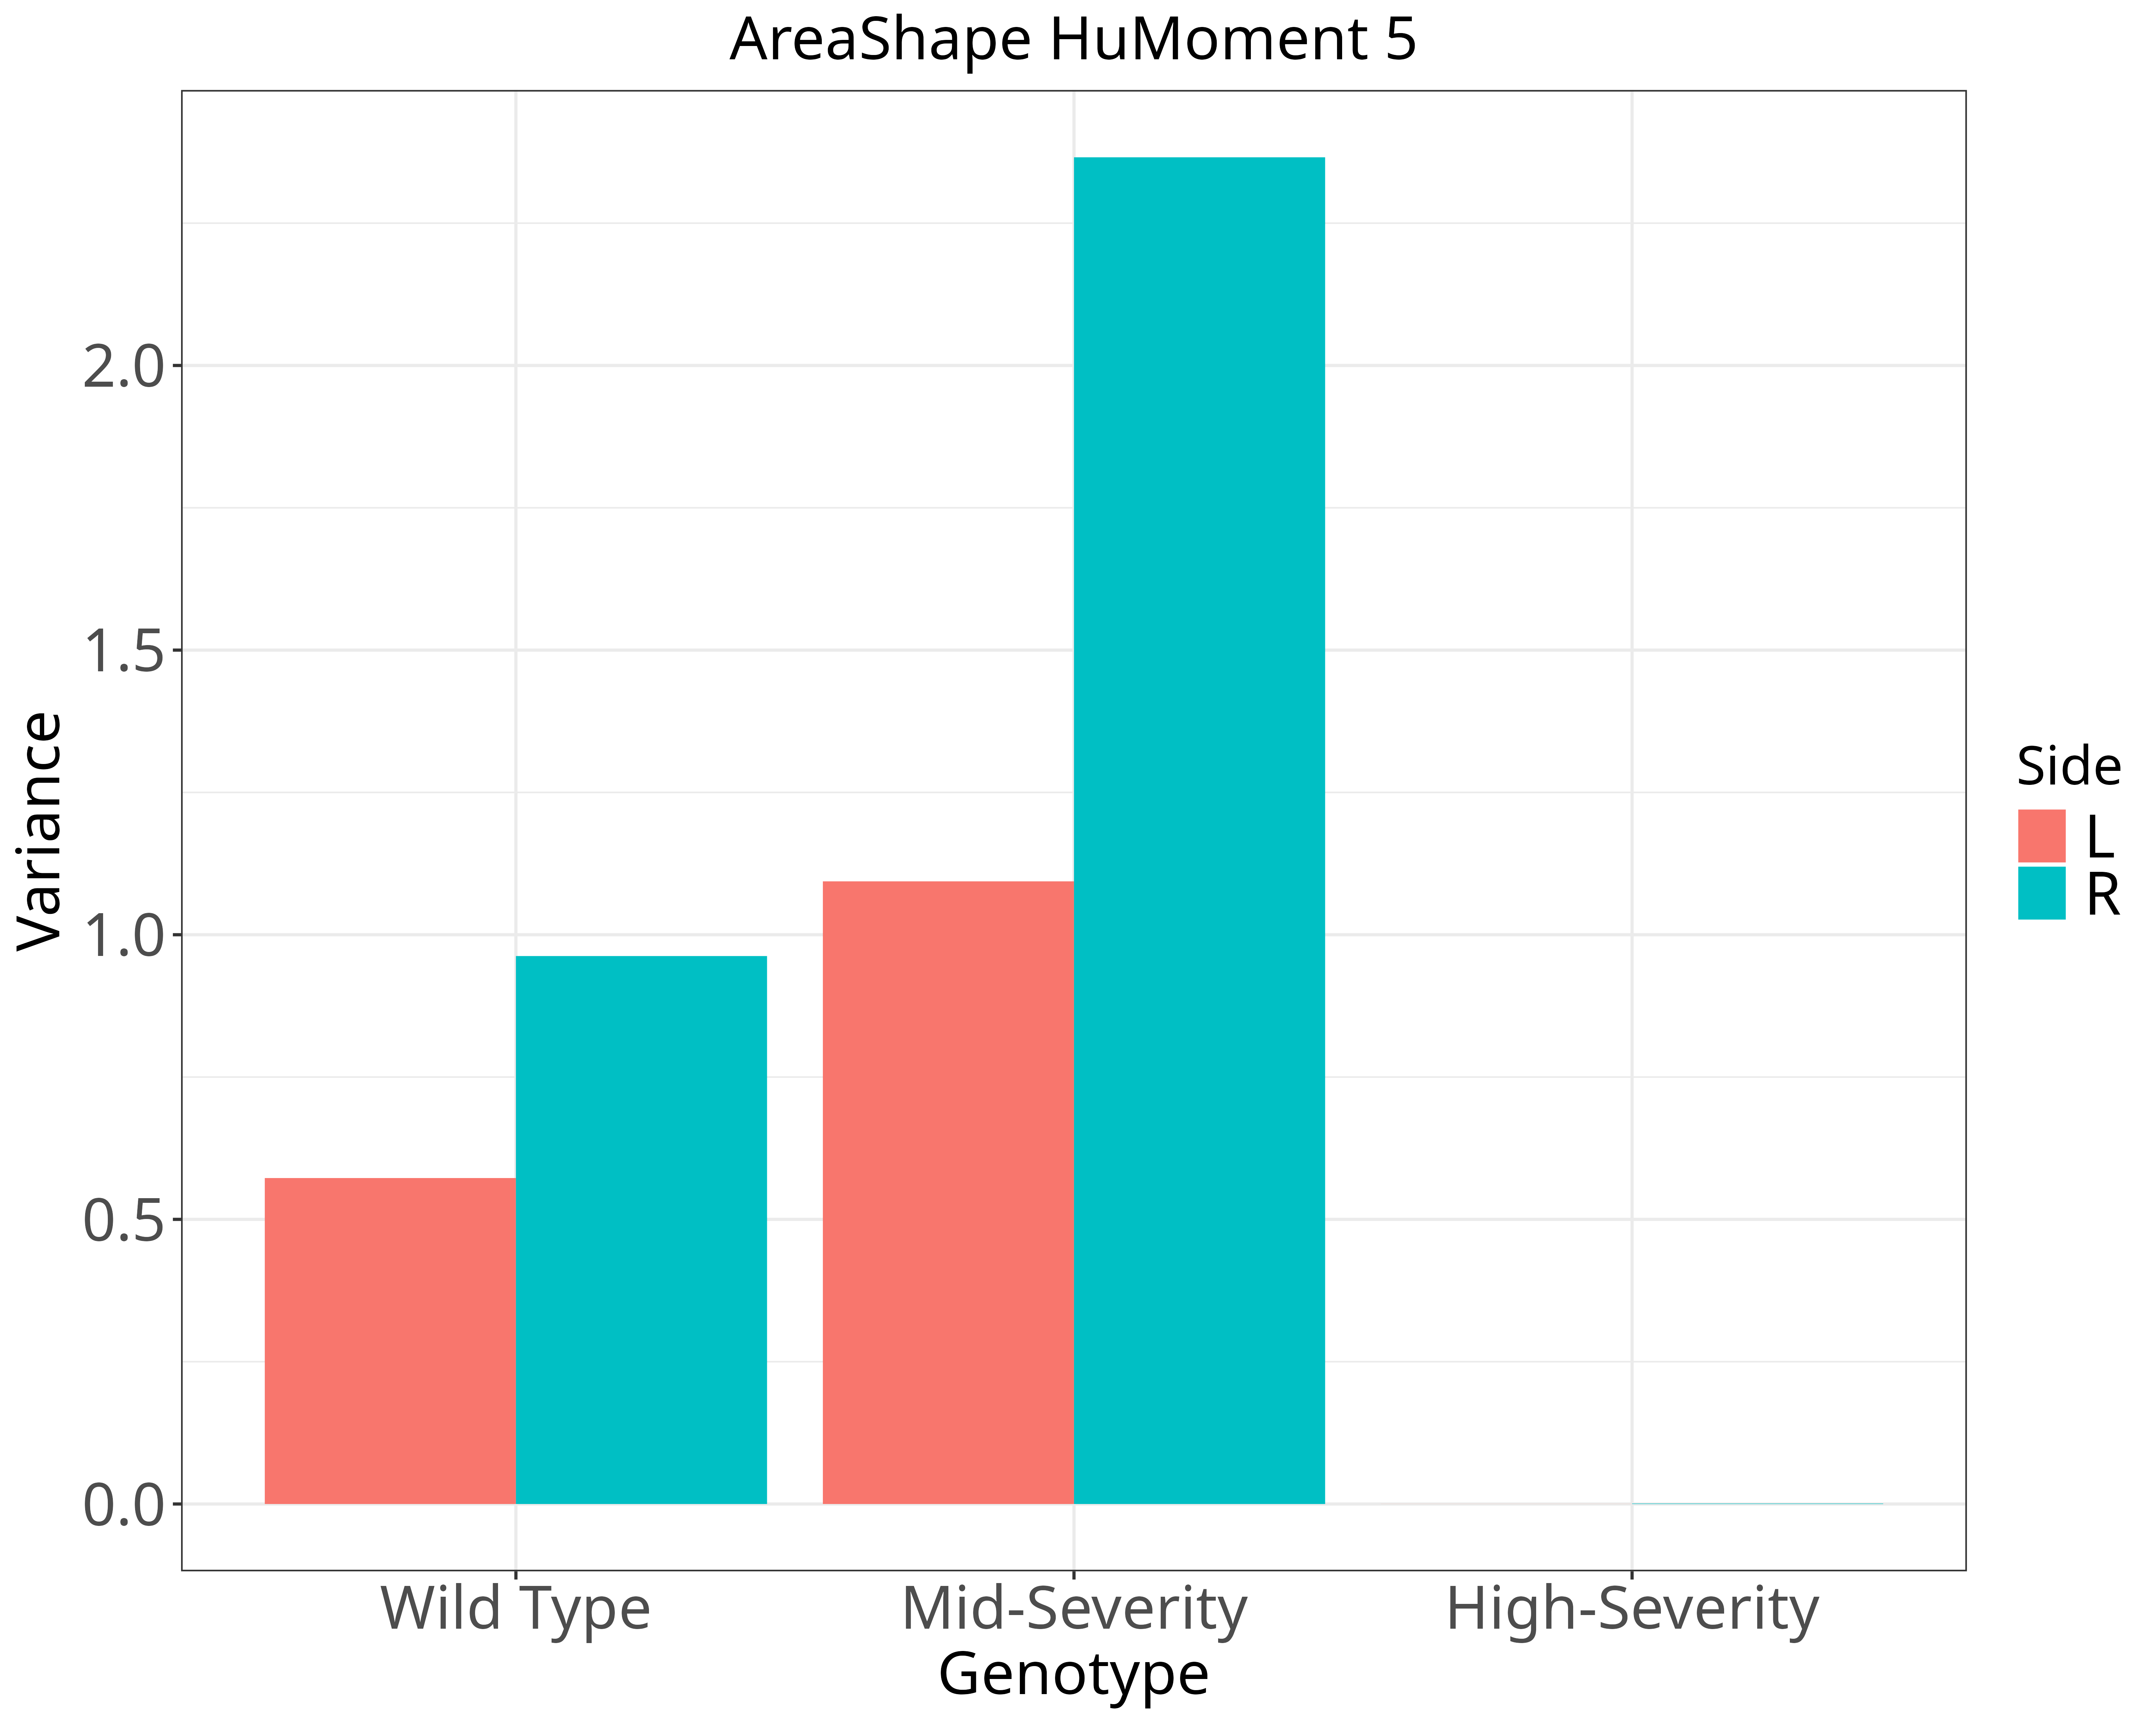 AreaShape HuMoment 5
2.0
1.5
1.0
0.5
0.0
Variance
Wild Type Mid-Severity High-Severity
Genotype
Side
L
R